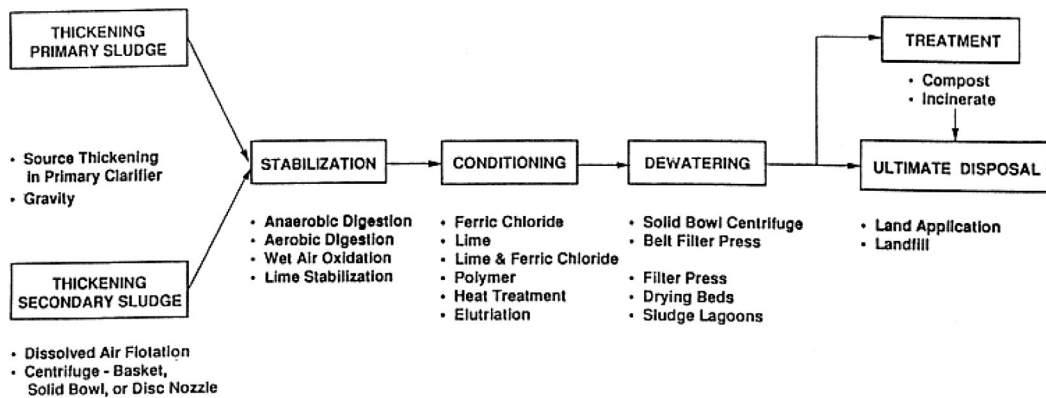 THICKENING
PRIMARY SLUDGE
• Source Thickening
in Primary Clarifier
• Gravity
THICKENING
SECONDARY SLUDGE
• Dissolved Air Flotation
• Centrifuge - Basket,
Solid Bowl, or Disc Nozzle
STABILIZATION
• Anaerobic Digestion
• Aerobic Digestion
• Wet Air Oxidation
• Lime Stabilization
CONDITIONING
• Ferric Chloride
• Lime
• Lime & Ferric Chloride
• Polymer
• Heat Treatment
• Elutriation
DEWATERING
• Solid Bowl Centrifuge
• Belt Filter Press
• Filter Press
• Drying Beds
• Sludge Lagoons
TREATMENT
• Compost
• Incinerate
ULTIMATE DISPOSAL
• Land Application
• Landfill